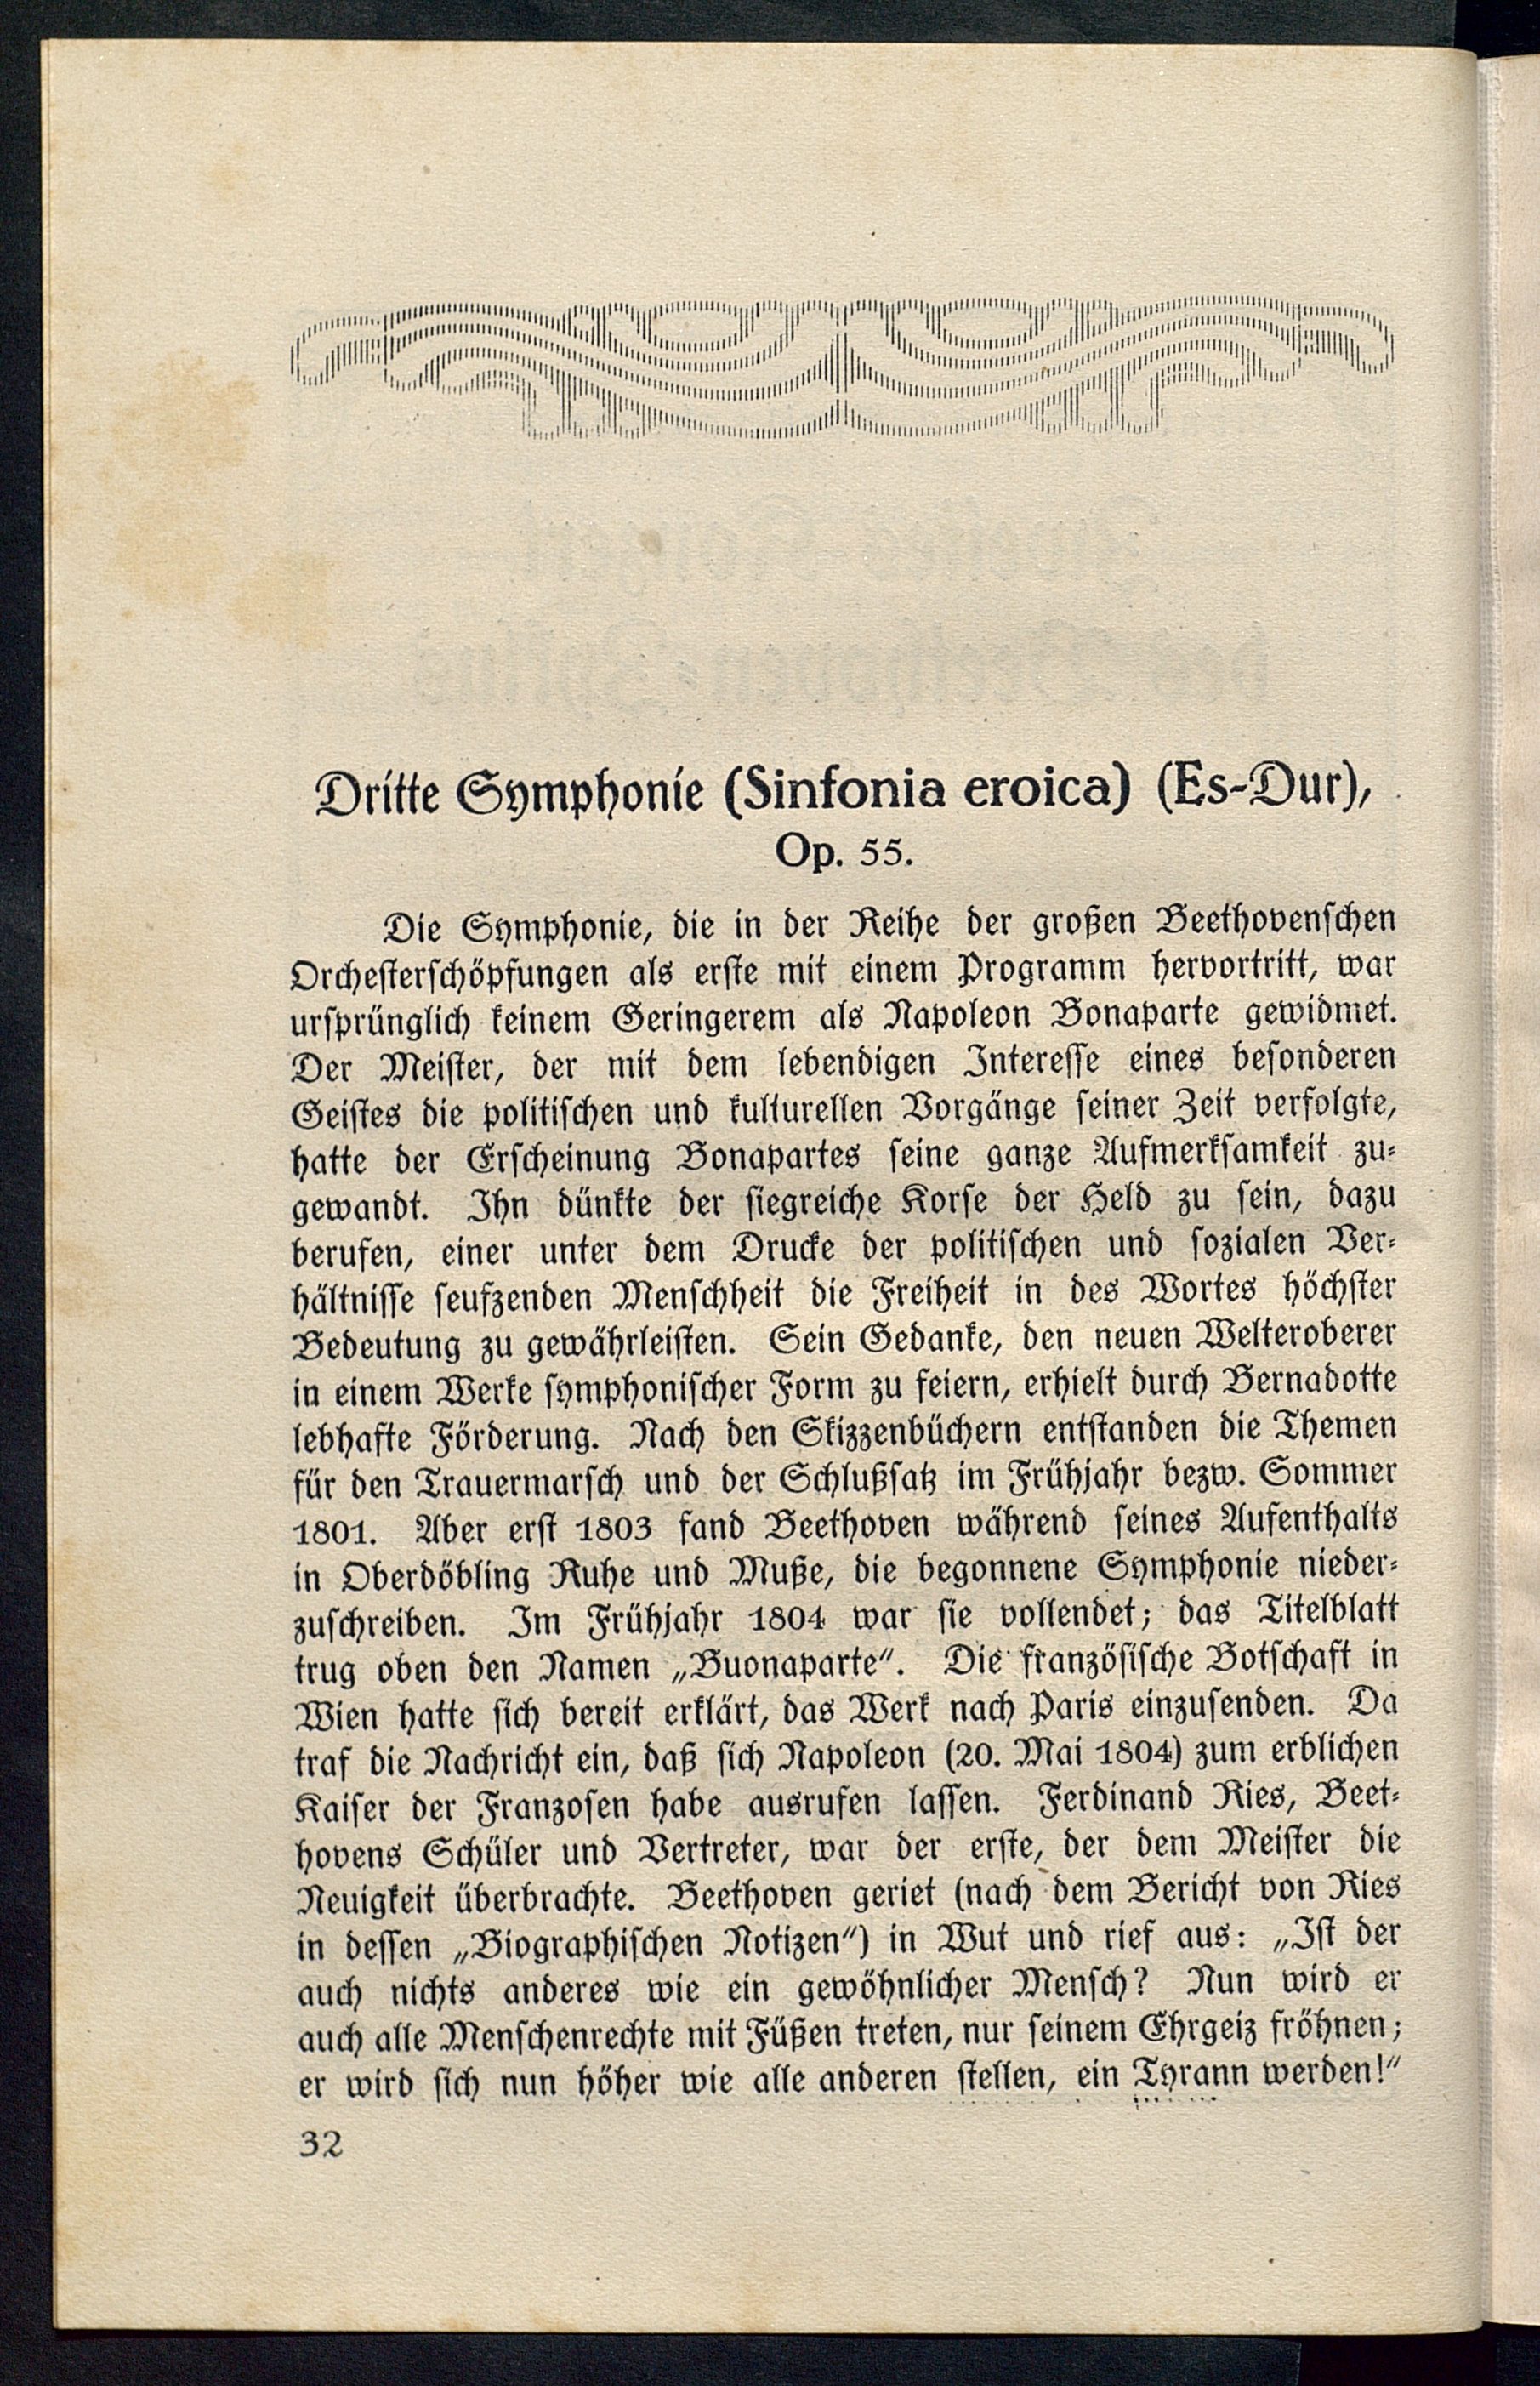 Dritte Symphonie (Sinfonia eroica) (Es-Dur),
Op. 55.
Die Symphonie, die in der Reihe der großen Beethovenschen
Orchesterschöpfungen als erste mit einem Programm hervortritt, war
ursprünglich keinem Geringerem als Napoleon Bonaparte gewidmet.
Der Meister, der mit dem lebendigen Interesse eines besonderen
Geistes die politischen und kulturellen Vorgänge seiner Zeit verfolgte,
hatte der Erscheinung Bonapartes seine ganze Aufmerksamkeit zu-
gewandt. Ihn dünkte der siegreiche Korse der Held zu sein, dazu
berufen, einer unter dem Drucke der politischen und sozialen Ver-
hältnisse seufzenden Menschheit die Freiheit in des Wortes höchster
Bedeutung zu gewährleisten. Sein Gedanke, den neuen Welteroberer
in einem Werke symphonischer Form zu feiern, erhielt durch Bernadotte
lebhafte Förderung. Nach den Skizzenbüchern entstanden die Themen
für den Trauermarsch und der Schlußsatz im Frühjahr bezw. Sommer
1801. Aber erst 1803 fand Beethoven während seines Aufenthalts
in Oberdöbling Ruhe und Muße, die begonnene Symphonie nieder-
zuschreiben. Im Frühjahr 1804 war sie vollendet; das Titelblatt
trug oben den Namen „Buonaparte“. Die französische Botschaft in
Wien hatte sich bereit erklärt, das Werk nach Paris einzusenden. Da
traf die Nachricht ein, daß sich Napoleon (20. Mai 1804) zum erblichen
Kaiser der Franzosen habe ausrufen lassen. Ferdinand Ries, Beet-
hovens Schüler und Vertreter, war der erste, der dem Meister die
Neuigkeit überbrachte. Beethoven geriet (nach dem Bericht von Ries
in dessen „Biographischen Notizen“) in Wut und rief aus: „Ist der
auch nichts anderes wie ein gewöhnlicher Mensch? Nun wird er
auch alle Menschenrechte mit Füßen treten, nur seinem Ehrgeiz fröhnen;
er wird sich nun höher wie alle anderen stellen, ein Tyrann werden!“
32